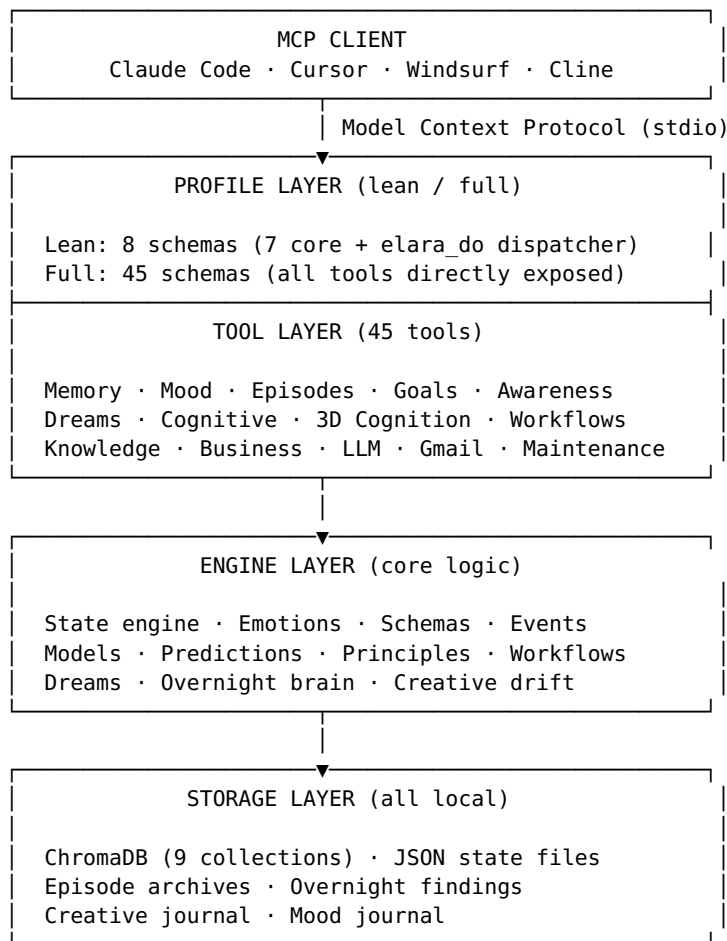 MCP CLIENT
Claude Code · Cursor · Windsurf · Cline
Model Context Protocol (stdio)
PROFILE LAYER (lean / full)
Lean: 8 schemas (7 core + elara_do dispatcher)
Full: 45 schemas (all tools directly exposed)
TOOL LAYER (45 tools)
Memory · Mood · Episodes · Goals · Awareness
Dreams · Cognitive · 3D Cognition · Workflows
Knowledge · Business · LLM · Gmail · Maintenance
ENGINE LAYER (core logic)
State engine · Emotions · Schemas · Events
Models · Predictions · Principles · Workflows
Dreams · Overnight brain · Creative drift
STORAGE LAYER (all local)
ChromaDB (9 collections) · JSON state files
Episode archives · Overnight findings
Creative journal · Mood journal